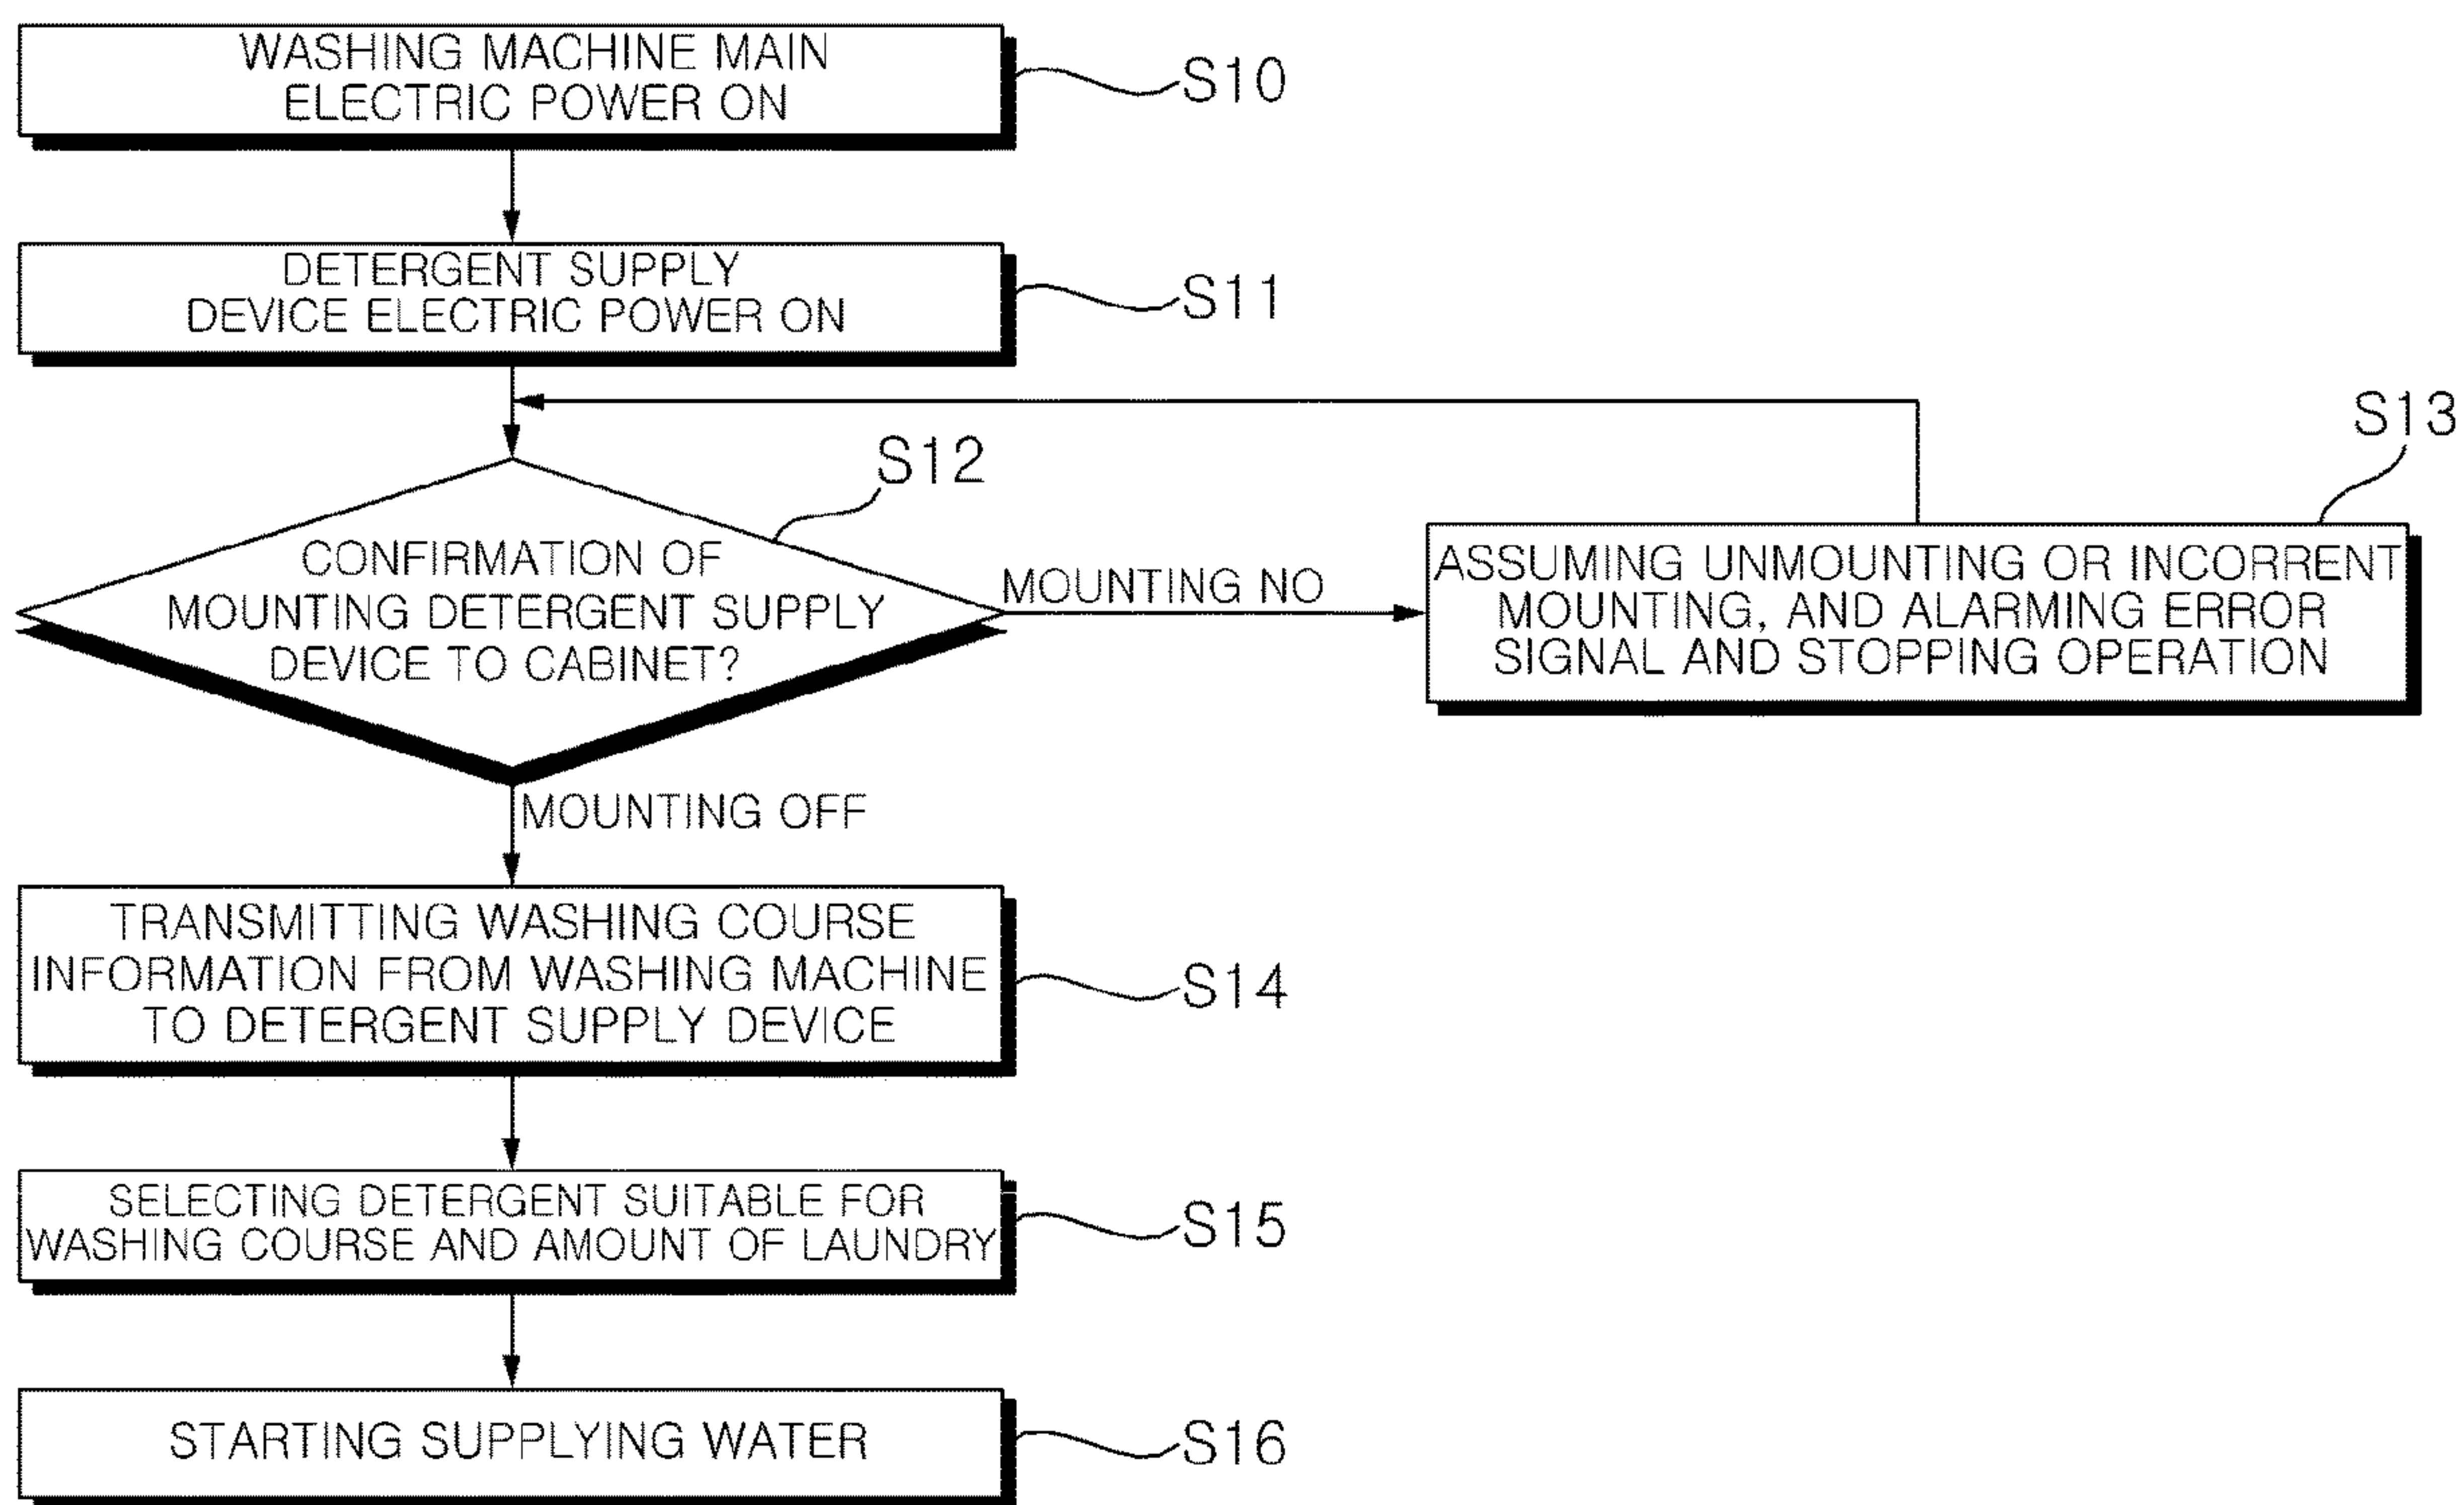 WASHING MACHINE MAIN
ELECTRIC POWER ON
S10
DETERGENT SUPPLY
DEVICE ELECTRIC POWER ON
S11
S12
CONFIRMATION OF
MOUNTING DETERGENT SUPPLY
DEVICE TO CABINET?
MOUNTING NO
S13
ASSUMING UNMOUNTING OR INCORRENT
MOUNTING, AND ALARMING ERROR
SIGNAL AND STOPPING OPERATION
MOUNTING OFF
TRANSMITTING WASHING COURSE
INFORMATION FROM WASHING MACHINE
TO DETERGENT SUPPLY DEVICE
S14
SELECTING DETERGENT SUITABLE FOR
WASHING COURSE AND AMOUNT OF LAUNDRY
S15
STARTING SUPPLYING WATER
S16